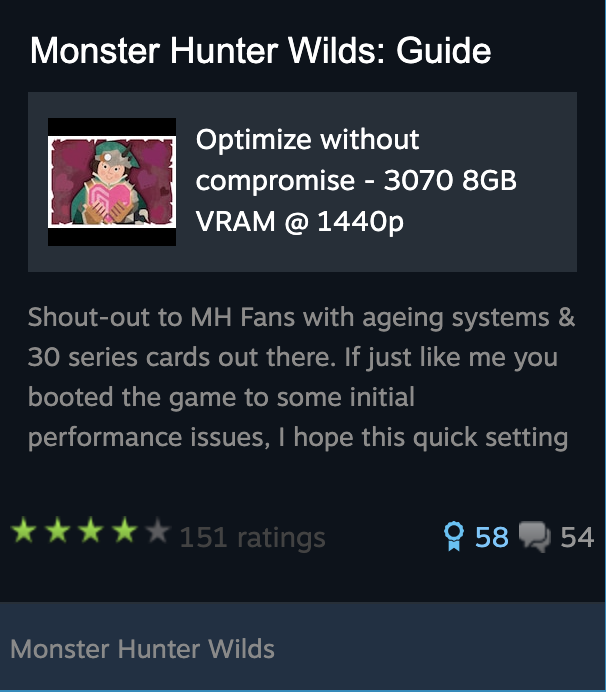 Monster Hunter Wilds: Guide
Optimize without
compromise - 3070 8GB
VRAM @ 1440p
Shout-out to MH Fans with ageing systems &
30 series cards out there. If just like me you
booted the game to some initial
performance issues, I hope this quick setting
151 ratings
58
54
Monster Hunter Wilds